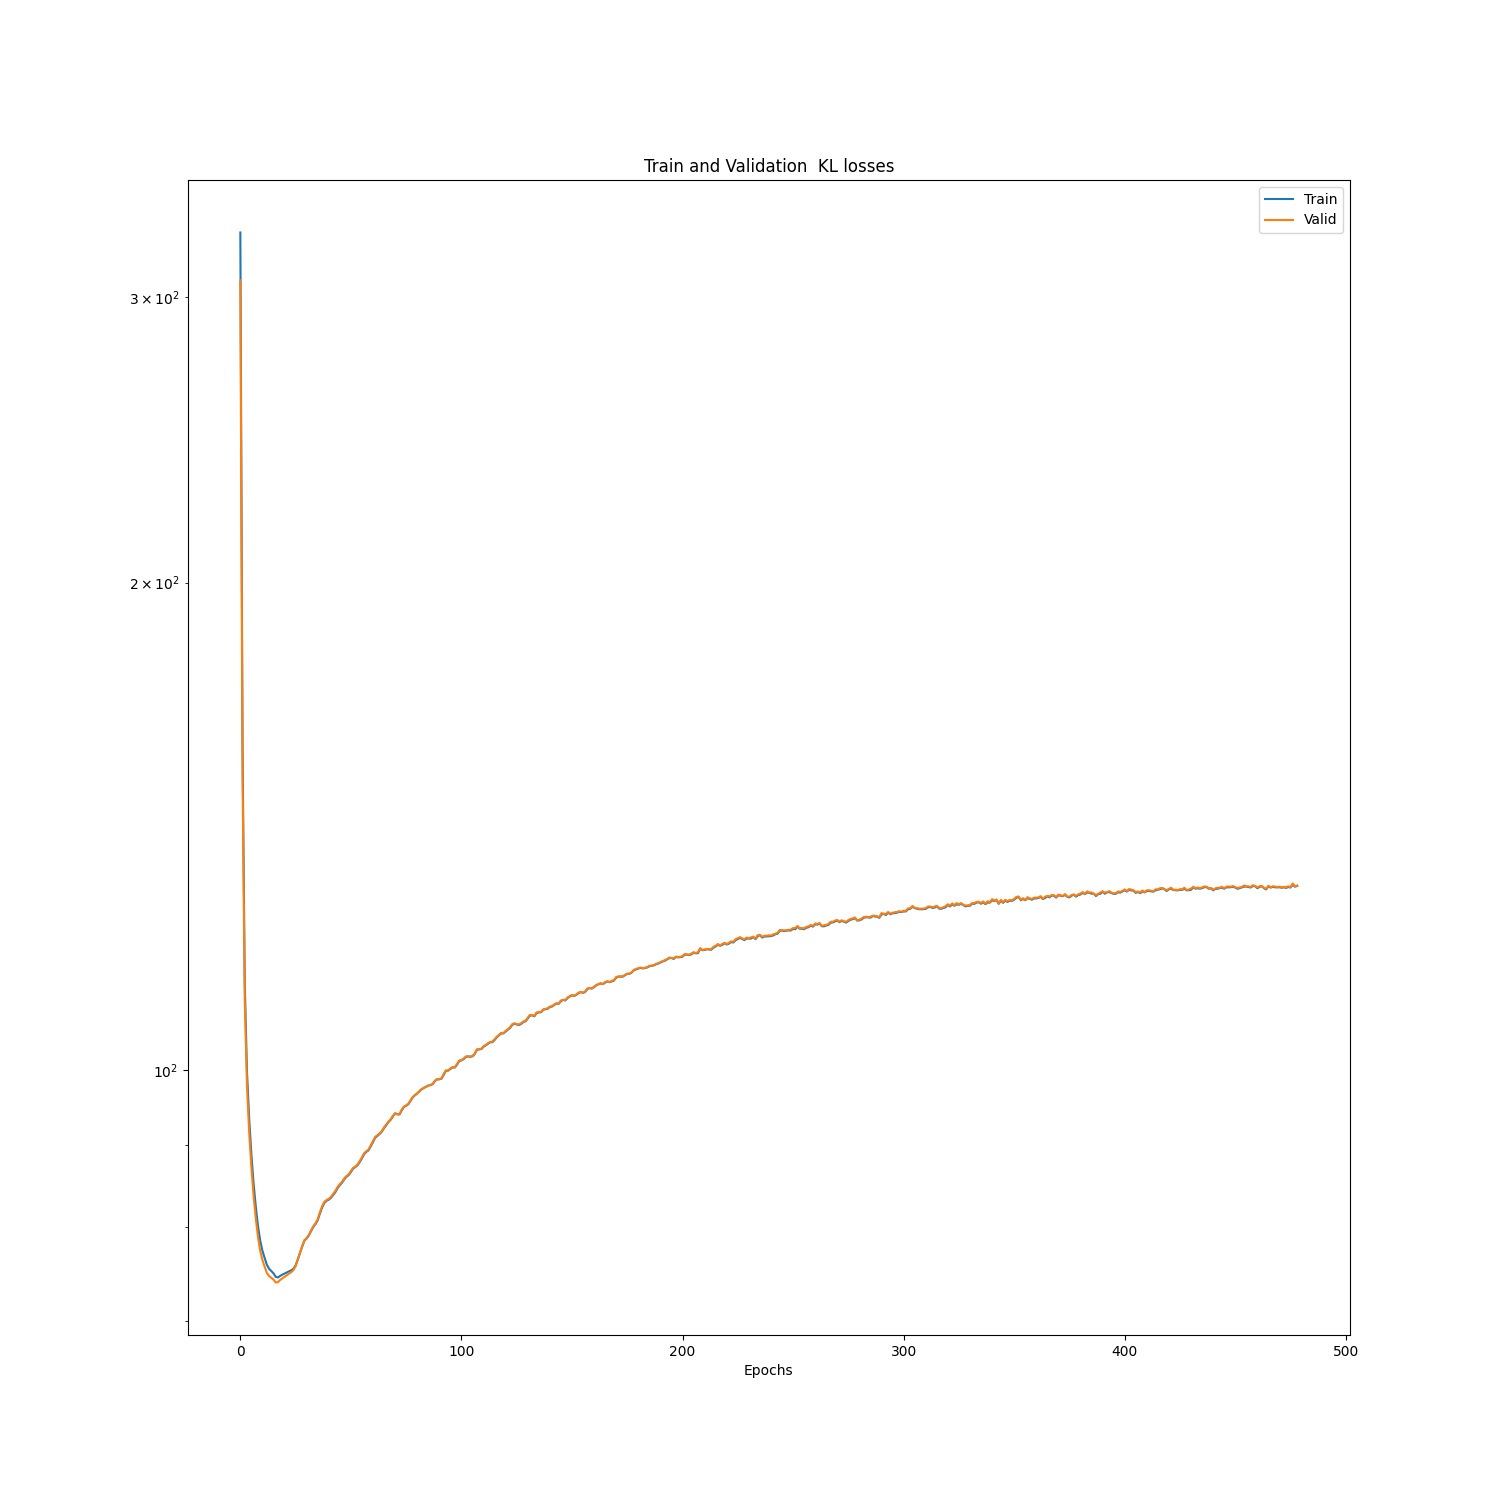 Train and Validation  KL losses
Train
Valid
3 × 10²
2 × 10²
10²
0 100 200 300 400 500
Epochs